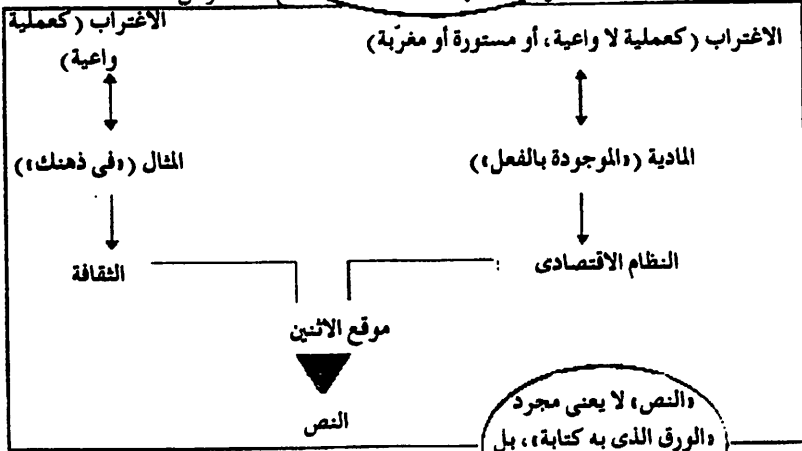 الاغتراب (كعملية لا واعية، أو مستورة أو مغرّبة)
الاغتراب (كعملية
واعية)
المادية («الموجودة بالفعل»)
المثال («فى ذهنك»)
النظام الاقتصادى
الثقافة
موقع الاثنين
النص
«النص» لا يعنى مجرد
«الورق الذى به كتابة»، بل